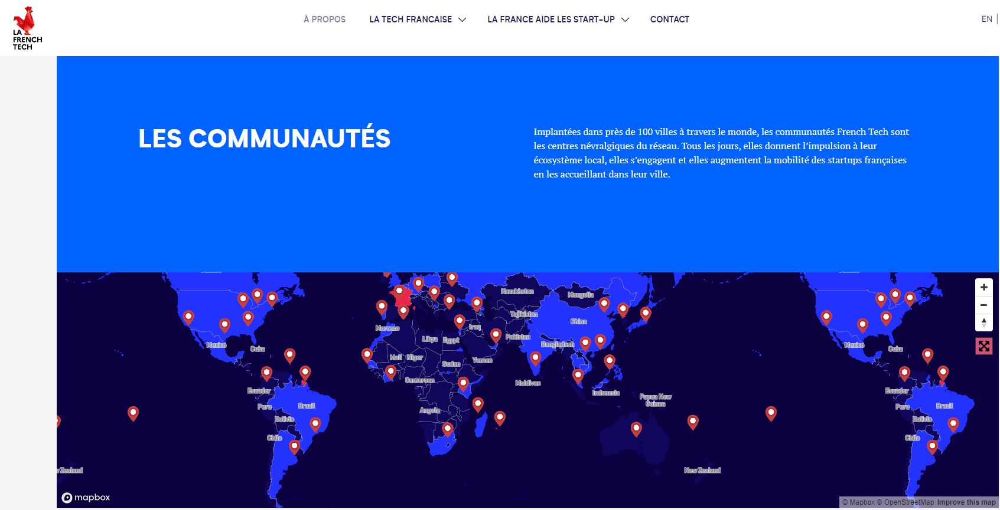 LA
FRENCH
TECH
À PROPOS
LA TECH FRANCAISE
LA FRANCE AIDE LES START-UP
CONTACT
EN
LES COMMUNAUTÉS
Implantées dans près de 100 villes à travers le monde, les communautés French Tech sont
les centres névralgiques du réseau. Tous les jours, elles donnent l’impulsion à leur
écosystème local, elles s’engagent et elles augmentent la mobilité des startups françaises
en les accueillant dans leur ville.
Kazakhstan
Mongolia
Tajikistan
China
Morocco
Iraq
Pakistan
Libya
Egypt
Bangladesh
Mexico
Cuba
Mali
Niger
Sudan
Yemen
Cameroon
Maldives
Ecuador
Indonesia
Papua New
Guinea
Peru
Brazil
Angola
Bolivia
Chile
Mexico
Cuba
Ecuador
Peru
Brazil
Bolivia
Chile
w Zealand
New Zealand
mapbox
© Mapbox © OpenStreetMap Improve this map